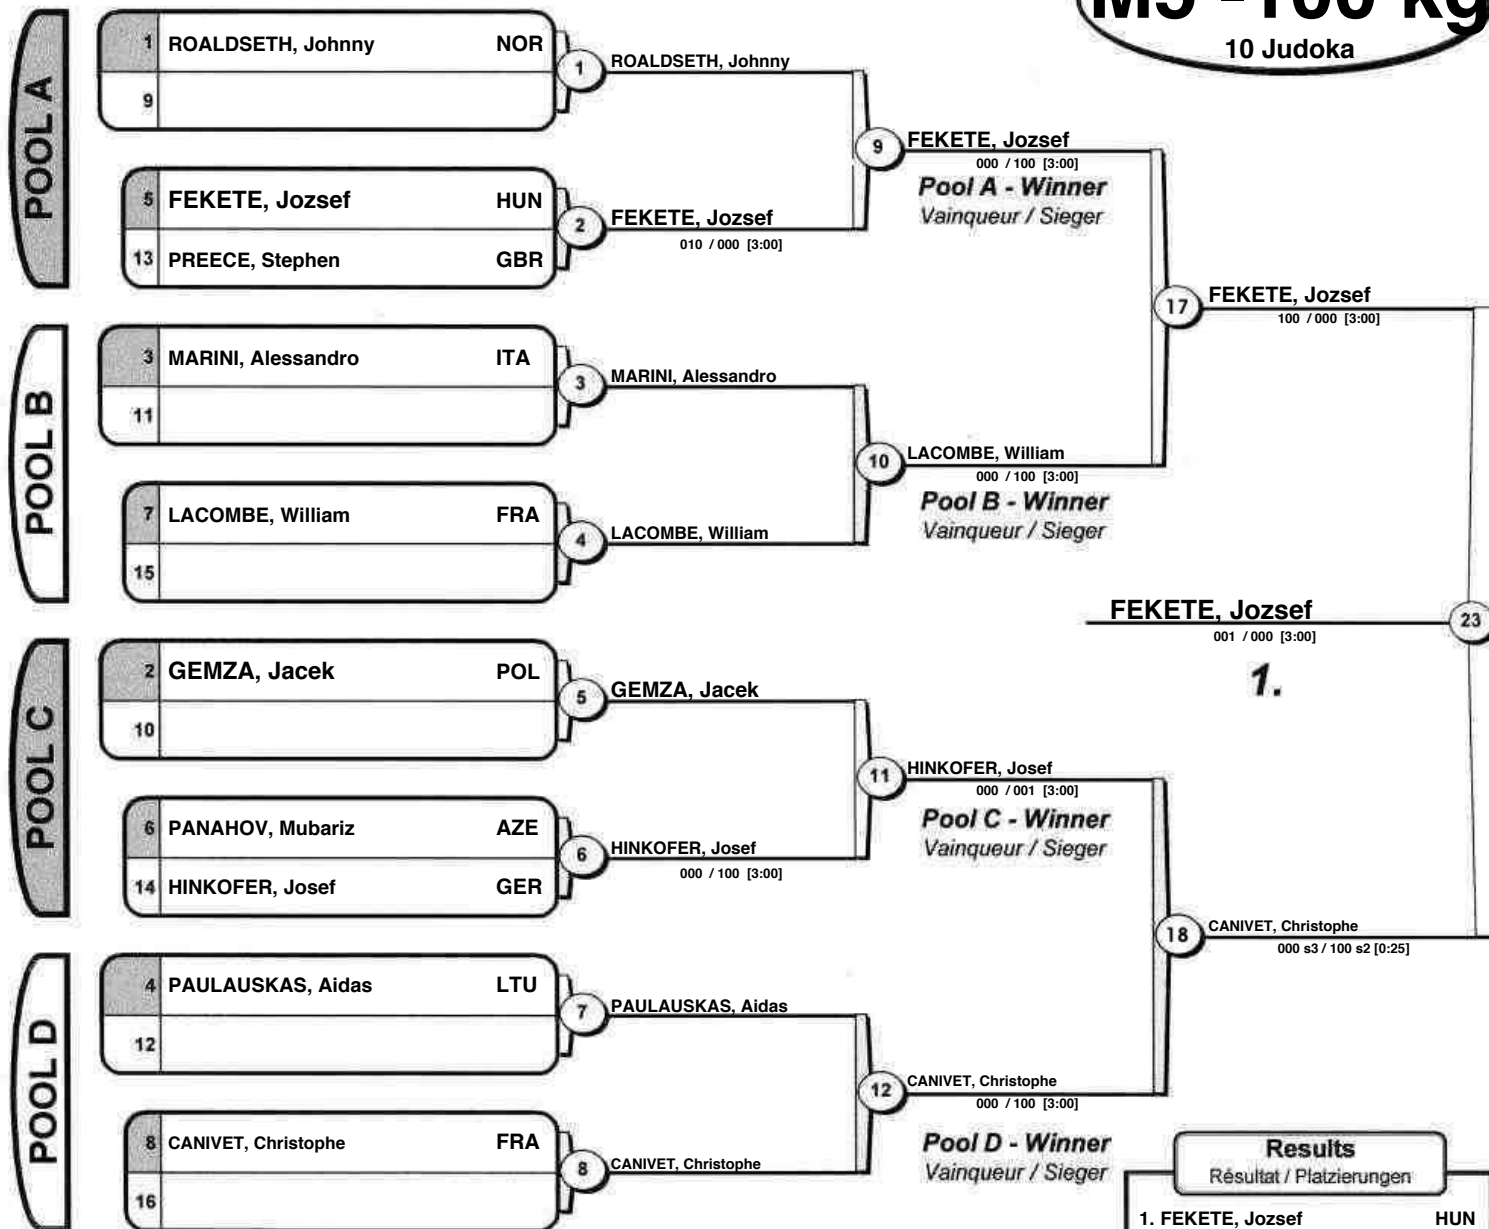 M5 -100 kg
10 Judoka
POOL A
1 ROALDSETH, Johnny NOR
9
5 FEKETE, Jozsef HUN
13 PREECE, Stephen GBR
1 ROALDSETH, Johnny
2 FEKETE, Jozsef
010 / 000 [3:00]
9 FEKETE, Jozsef
000 / 100 [3:00]
Pool A - Winner
Vainqueur / Sieger
POOL B
3 MARINI, Alessandro ITA
11
7 LACOMBE, William FRA
15
3 MARINI, Alessandro
4 LACOMBE, William
10 LACOMBE, William
000 / 100 [3:00]
Pool B - Winner
Vainqueur / Sieger
17 FEKETE, Jozsef
100 / 000 [3:00]
FEKETE, Jozsef 23
001 / 000 [3:00]
1.
POOL C
2 GEMZA, Jacek POL
10
6 PANAHOV, Mubariz AZE
14 HINKOFER, Josef GER
5 GEMZA, Jacek
6 HINKOFER, Josef
000 / 100 [3:00]
11 HINKOFER, Josef
000 / 001 [3:00]
Pool C - Winner
Vainqueur / Sieger
POOL D
4 PAULAUSKAS, Aidas LTU
12
8 CANIVET, Christophe FRA
16
7 PAULAUSKAS, Aidas
8 CANIVET, Christophe
12 CANIVET, Christophe
000 / 100 [3:00]
Pool D - Winner
Vainqueur / Sieger
18 CANIVET, Christophe
000 s3 / 100 s2 [0:25]
Results
Résultat / Platzierungen
1. FEKETE, Jozsef HUN